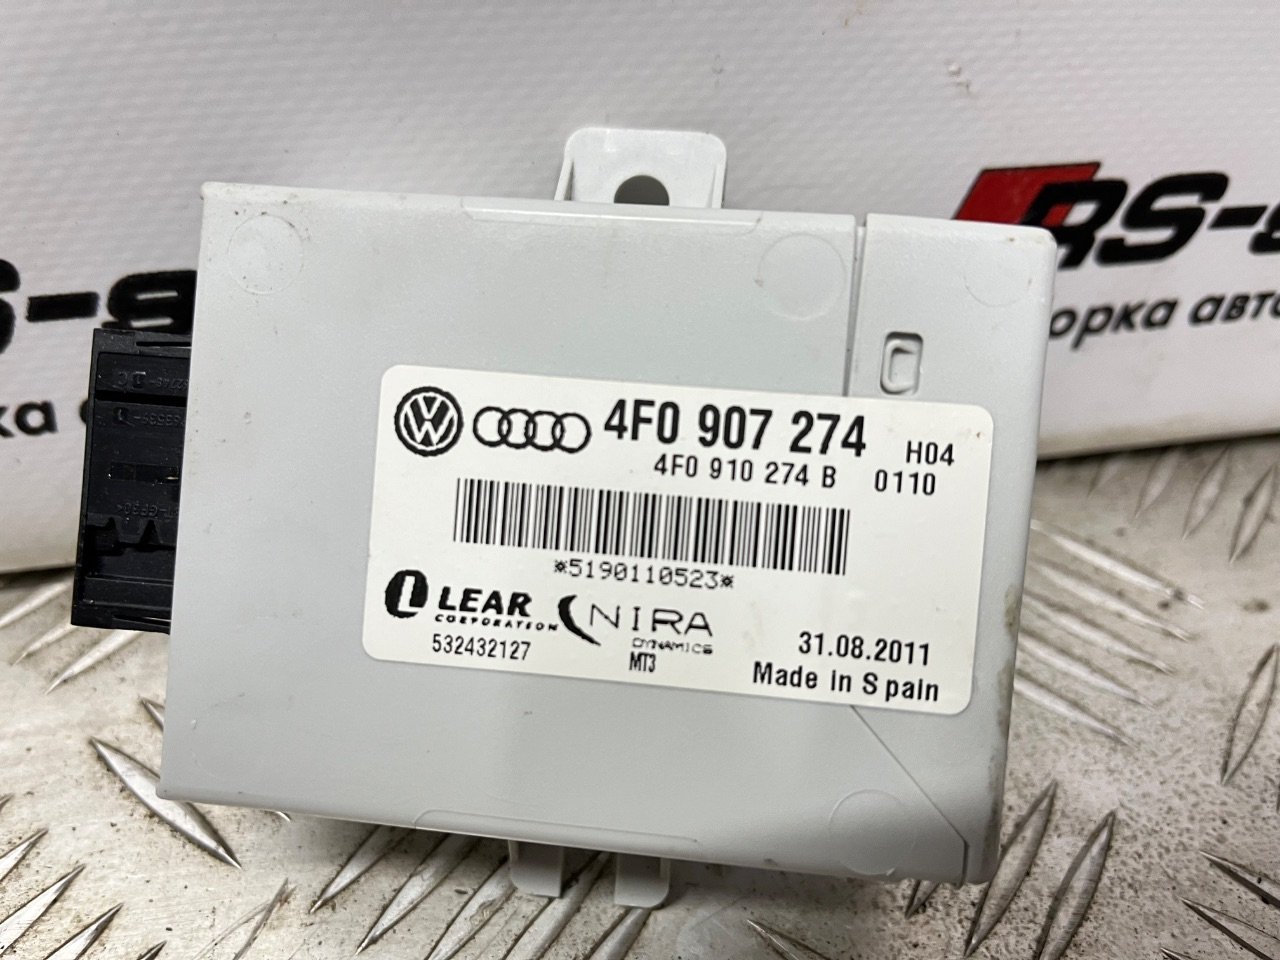 RS-
орка авто
-s
ка а
4F0 907 274 H04
4F0 910 274 B 0110
*5190110523*
LEAR
CORPORATION
NIRA
DYNAMICS
532432127
MT3
31.08.2011
Made in Spain